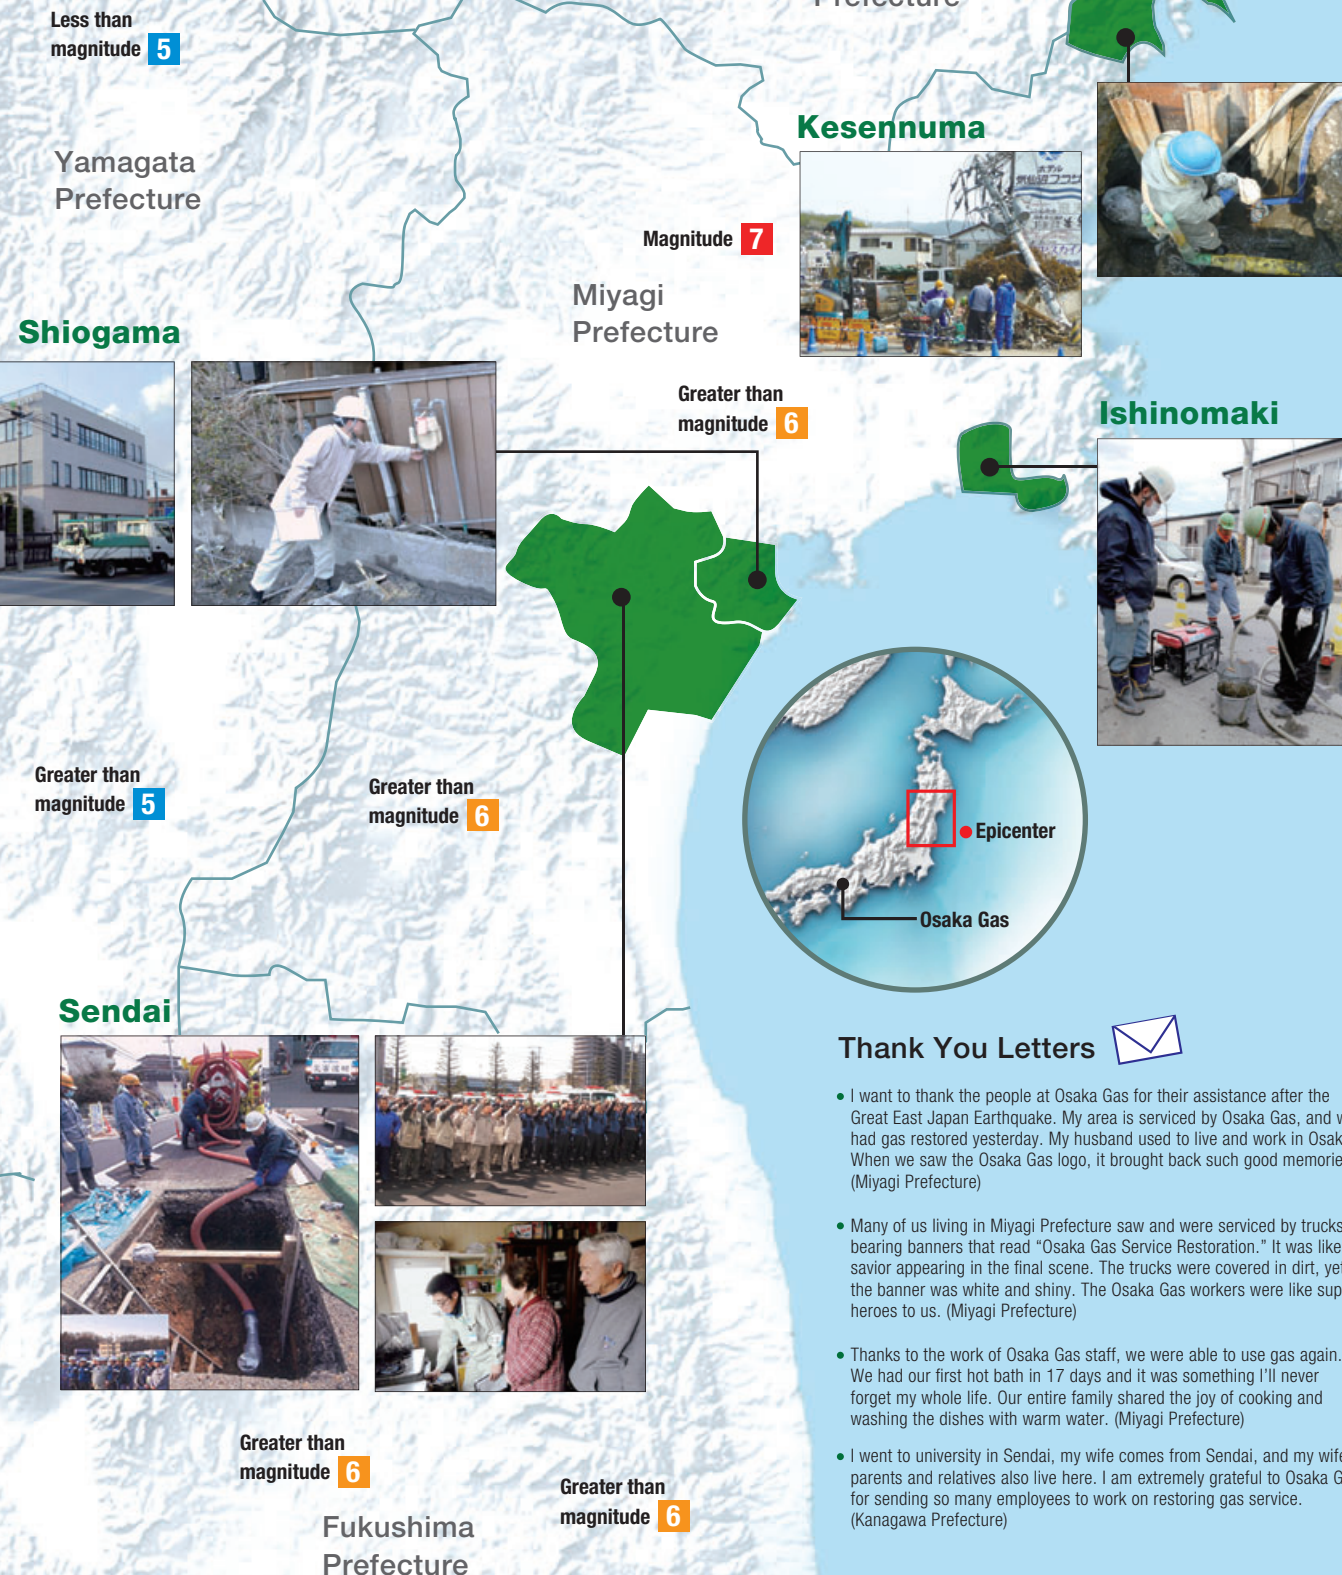 Prefecture
Less than
magnitude 5
Yamagata
Prefecture
Kesennuma
Magnitude 7
Miyagi
Prefecture
Shiogama
Greater than
magnitude 6
Ishinomaki
Greater than
magnitude 5
Greater than
magnitude 6
Epicenter
Osaka Gas
Sendai
Thank You Letters
• I want to thank the people at Osaka Gas for their assistance after the
Great East Japan Earthquake. My area is serviced by Osaka Gas, and w
had gas restored yesterday. My husband used to live and work in Osak
When we saw the Osaka Gas logo, it brought back such good memorie
(Miyagi Prefecture)
• Many of us living in Miyagi Prefecture saw and were serviced by trucks
bearing banners that read “Osaka Gas Service Restoration.” It was like
savior appearing in the final scene. The trucks were covered in dirt, yet
the banner was white and shiny. The Osaka Gas workers were like sup
heroes to us. (Miyagi Prefecture)
• Thanks to the work of Osaka Gas staff, we were able to use gas again.
We had our first hot bath in 17 days and it was something I’ll never
forget my whole life. Our entire family shared the joy of cooking and
washing the dishes with warm water. (Miyagi Prefecture)
• I went to university in Sendai, my wife comes from Sendai, and my wife
parents and relatives also live here. I am extremely grateful to Osaka G
for sending so many employees to work on restoring gas service.
(Kanagawa Prefecture)
Greater than
magnitude 6
Greater than
magnitude 6
Fukushima
Prefecture